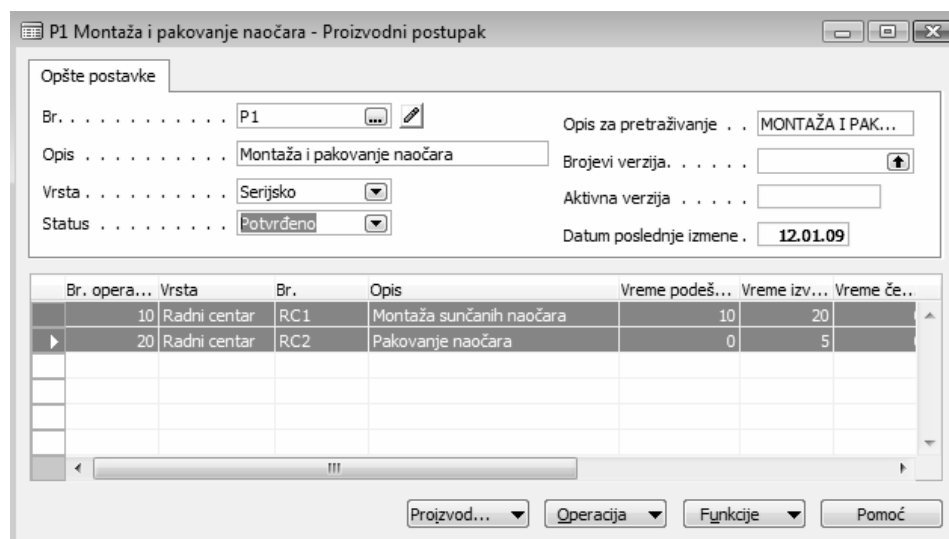 P1 Montaža i pakovanje naočara - Proizvodni postupak
Opšte postavke
Br. . . . . . . . . . . . . P1
Opis . . . . . . . . . . Montaža i pakovanje naočara
Vrsta . . . . . . . . . . Serijsko
Status . . . . . . . . . Potvrđeno
Opis za pretraživanje . . MONTAŽA I PAK...
Brojevi verzija. . . . . .
Aktivna verzija . . . . .
Datum poslednje izmene . 12.01.09
Br. opera... Vrsta Br. Opis Vreme podeš... Vreme izv... Vreme če...
10 Radni centar RC1 Montaža sunčanih naočara 10 20
20 Radni centar RC2 Pakovanje naočara 0 5
Proizvod... Operacija Funkcije Pomoć